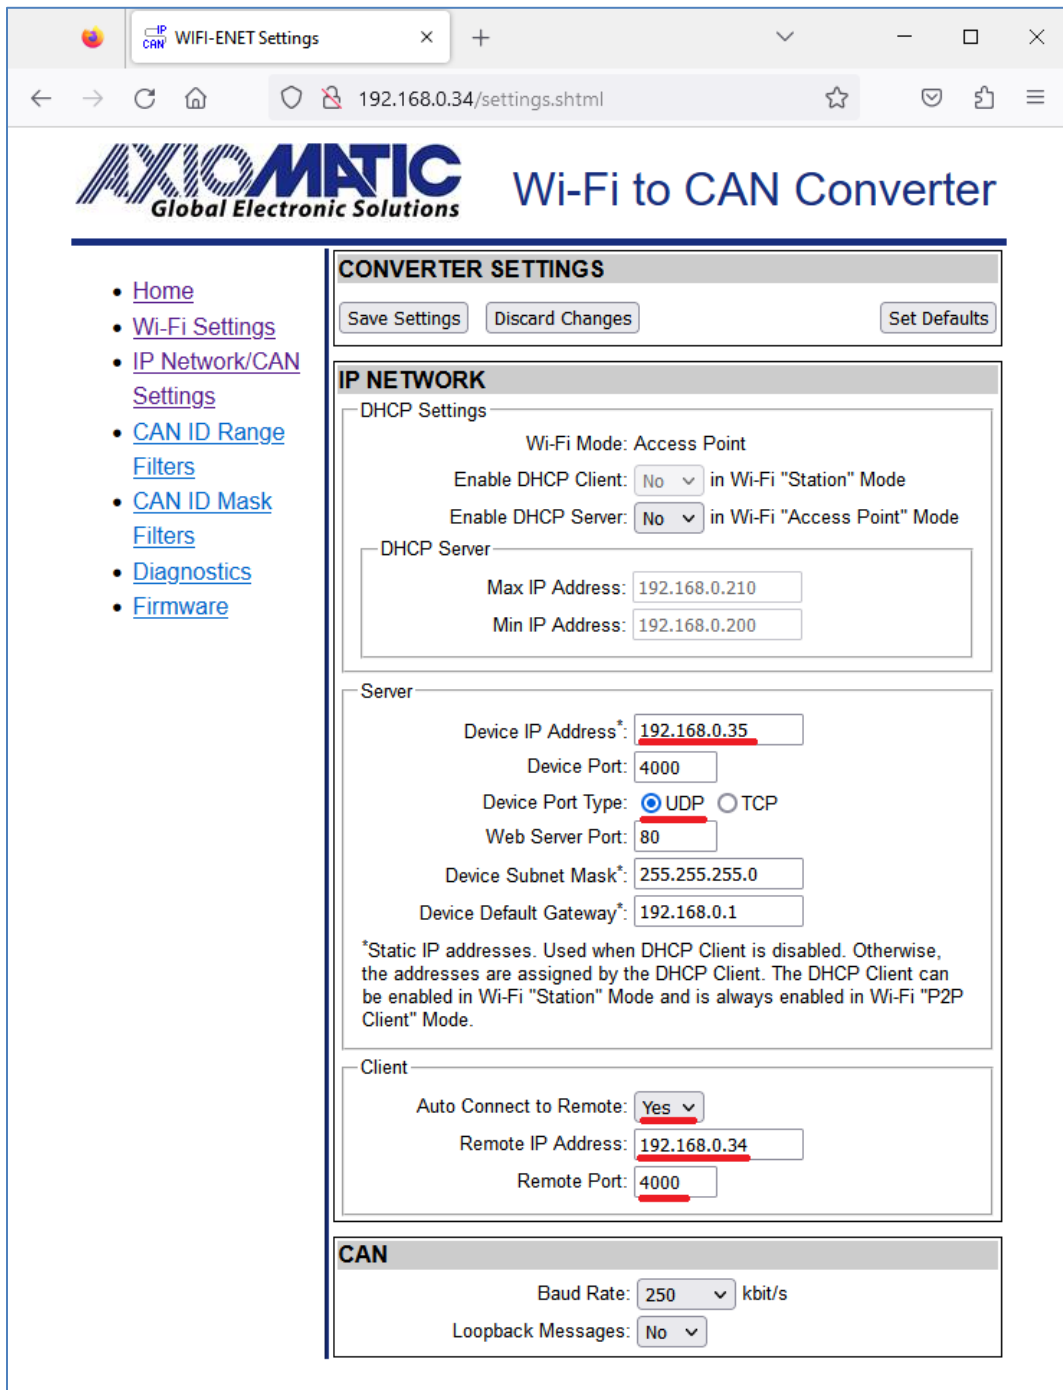 IP
CAN
WIFI-ENET Settings
192.168.0.34/settings.shtml
AXIOMATIC
Global Electronic Solutions
Wi-Fi to CAN Converter
Home
Wi-Fi Settings
IP Network/CAN
Settings
CAN ID Range
Filters
CAN ID Mask
Filters
Diagnostics
Firmware
CONVERTER SETTINGS
Save Settings Discard Changes Set Defaults
IP NETWORK
DHCP Settings
Wi-Fi Mode: Access Point
Enable DHCP Client: No in Wi-Fi "Station" Mode
Enable DHCP Server: No in Wi-Fi "Access Point" Mode
DHCP Server
Max IP Address: 192.168.0.210
Min IP Address: 192.168.0.200
Server
Device IP Address*: 192.168.0.35
Device Port: 4000
Device Port Type: UDP TCP
Web Server Port: 80
Device Subnet Mask*: 255.255.255.0
Device Default Gateway*: 192.168.0.1
*Static IP addresses. Used when DHCP Client is disabled. Otherwise,
the addresses are assigned by the DHCP Client. The DHCP Client can
be enabled in Wi-Fi "Station" Mode and is always enabled in Wi-Fi "P2P
Client" Mode.
Client
Auto Connect to Remote: Yes
Remote IP Address: 192.168.0.34
Remote Port: 4000
CAN
Baud Rate: 250 kbit/s
Loopback Messages: No